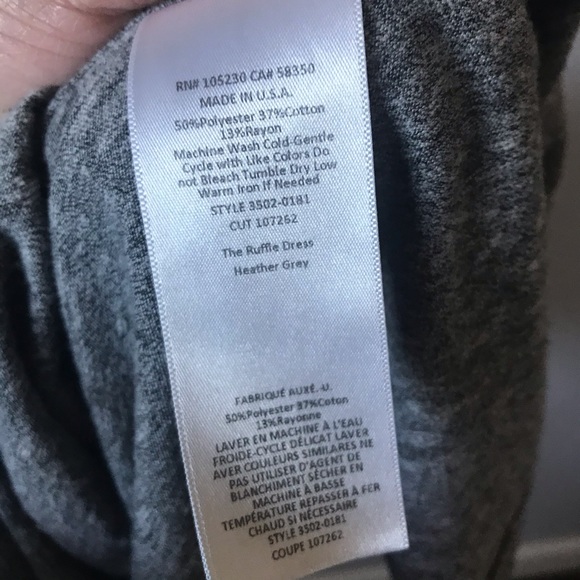 RN# 105230 CA# 58350
MADE IN U.S.A.
50%Polyester 37%Cotton
13%Rayon
Machine Wash Cold-Gentle
Cycle with Like Colors Do
not Bleach Tumble Dry Low
Warm Iron If Needed
STYLE 3502-0181
CUT 107262
The Ruffle Dress
Heather Grey
FABRIQUÉ AUXÉ.-U.
50%Polyester 37%Coton
13%Rayonne
LAVER EN MACHINE À L'EAU
FROIDE-CYCLE DÉLICAT LAVER
AVER COULEURS SIMILARES NE
PAS UTILISER D'AGENT DE
BLANCHIMENT SÉCHER EN
MACHINE À BASSE
TEMPÉRATURE REPASSER À FER
CHAUD SI NÉCESSAIRE
STYLE 3502-0181
COUPE 107262